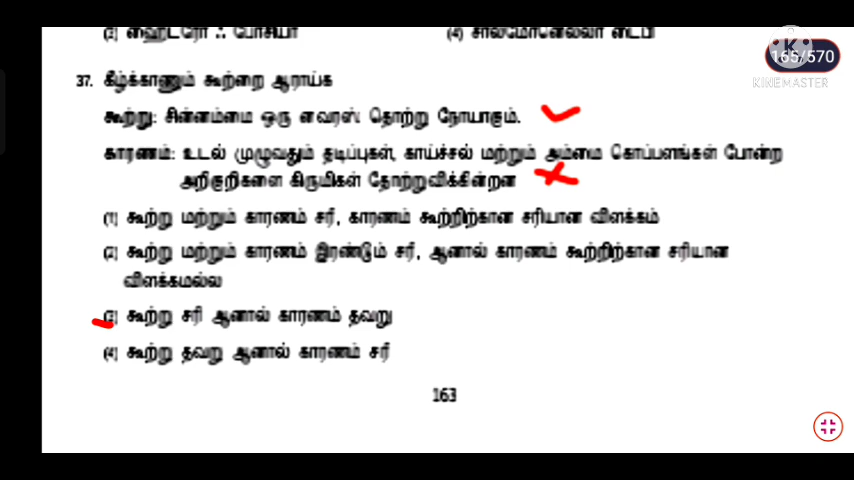 (3) ஹைட்ரோ ஃ போபியா
(4) சால்மோனெல்லா டைபி
165/570
KINEMASTER
37. கீழ்க்காணும் கூற்றை ஆராய்க
கூற்று: சின்னம்மை ஒரு வைரஸ் தொற்று நோயாகும்.
காரணம்: உடல் முழுவதும் தடிப்புகள், காய்ச்சல் மற்றும் அம்மை கொப்பளங்கள் போன்ற
அறிகுறிகளை கிருமிகள் தோற்றுவிக்கின்றன
(1) கூற்று மற்றும் காரணம் சரி, காரணம் கூற்றிற்கான சரியான விளக்கம்
(2) கூற்று மற்றும் காரணம் இரண்டும் சரி, ஆனால் காரணம் கூற்றிற்கான சரியான
விளக்கமல்ல
(3) கூற்று சரி ஆனால் காரணம் தவறு
(4) கூற்று தவறு ஆனால் காரணம் சரி
163